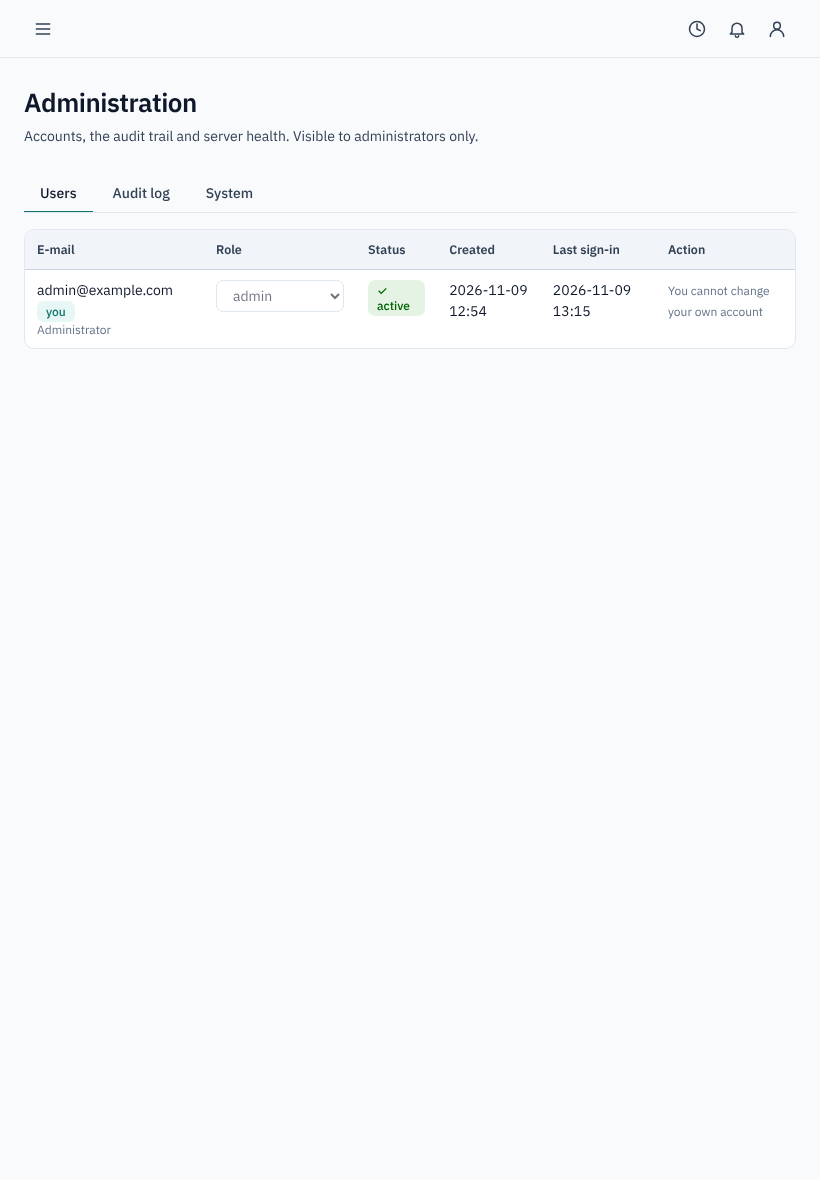 Administration
Accounts, the audit trail and server health. Visible to administrators only.
Users Audit log System
E-mail Role Status Created Last sign-in Action
admin@example.com
you
Administrator
admin
✓
active
2026-11-09
12:54
2026-11-09
13:15
You cannot change
your own account